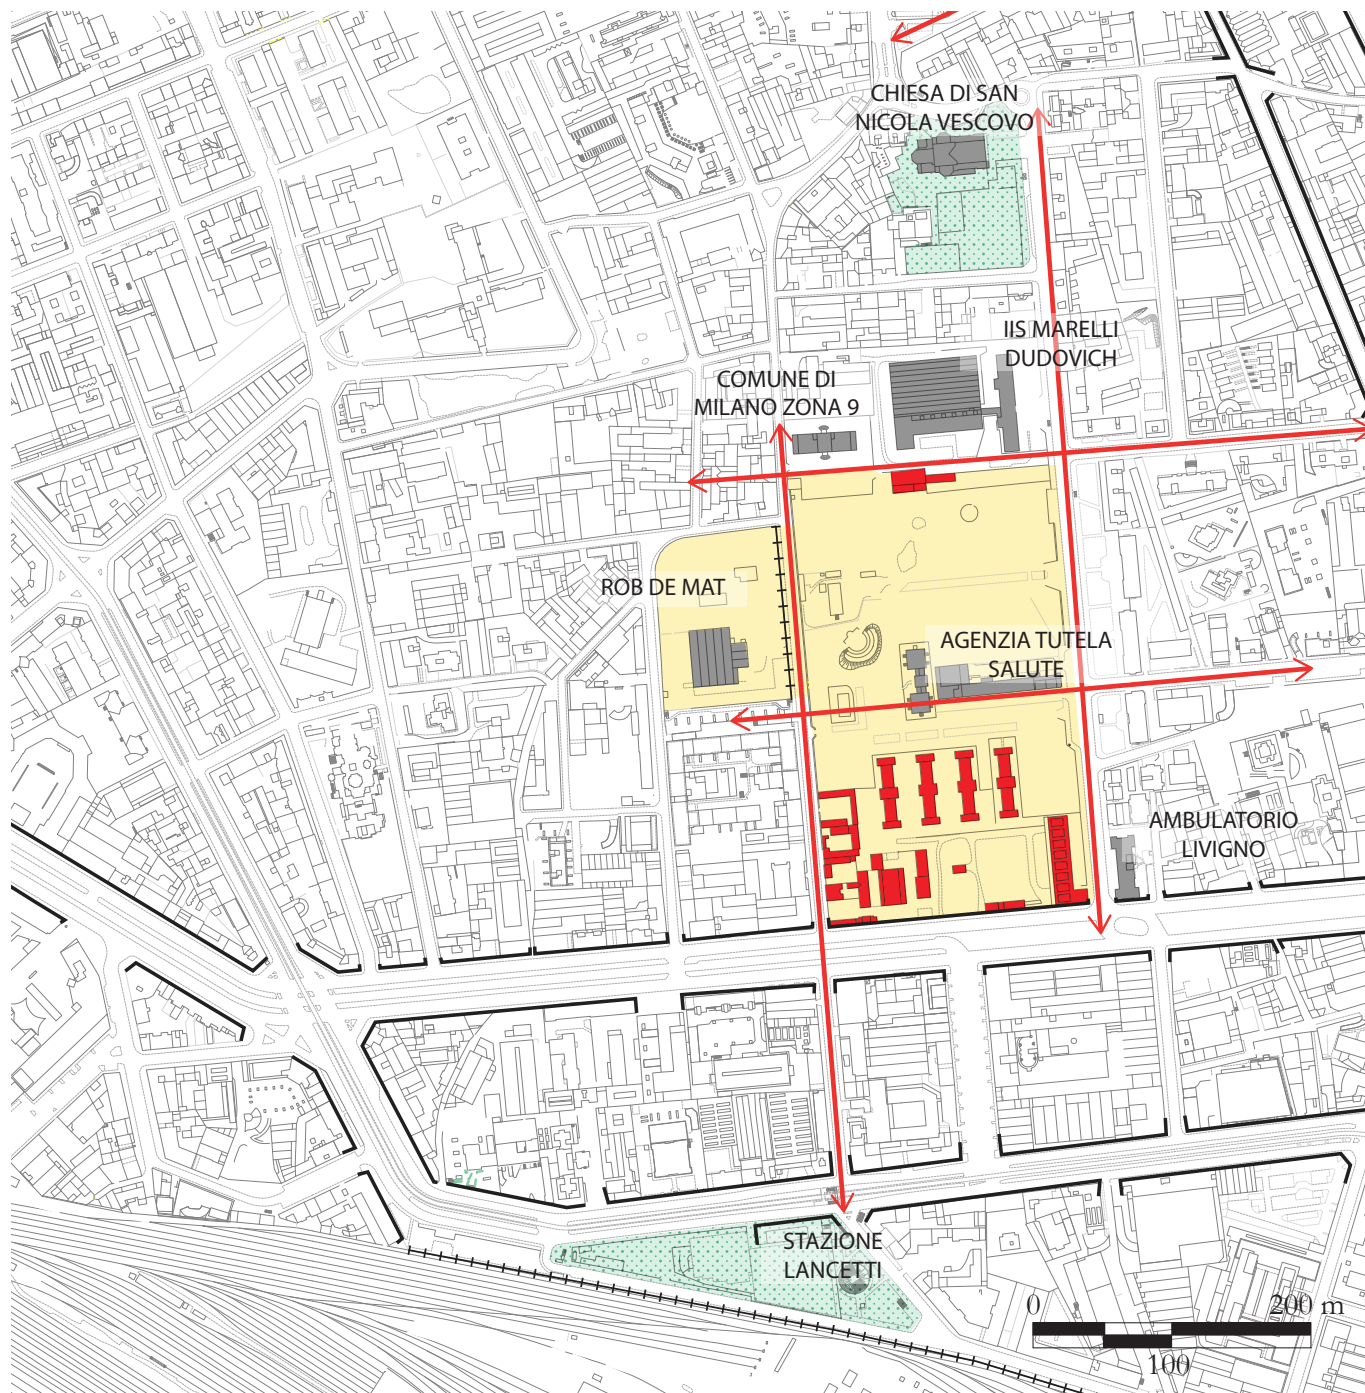 CHIESA DI SAN
NICOLA VESCOVO
IIS MARELLI
DUDOVICH
COMUNE DI
MILANO ZONA 9
ROB DE MAT
AGENZIA TUTELA
SALUTE
AMBULATORIO
LIVIGNO
STAZIONE
LANCETTI
0
200 m
100